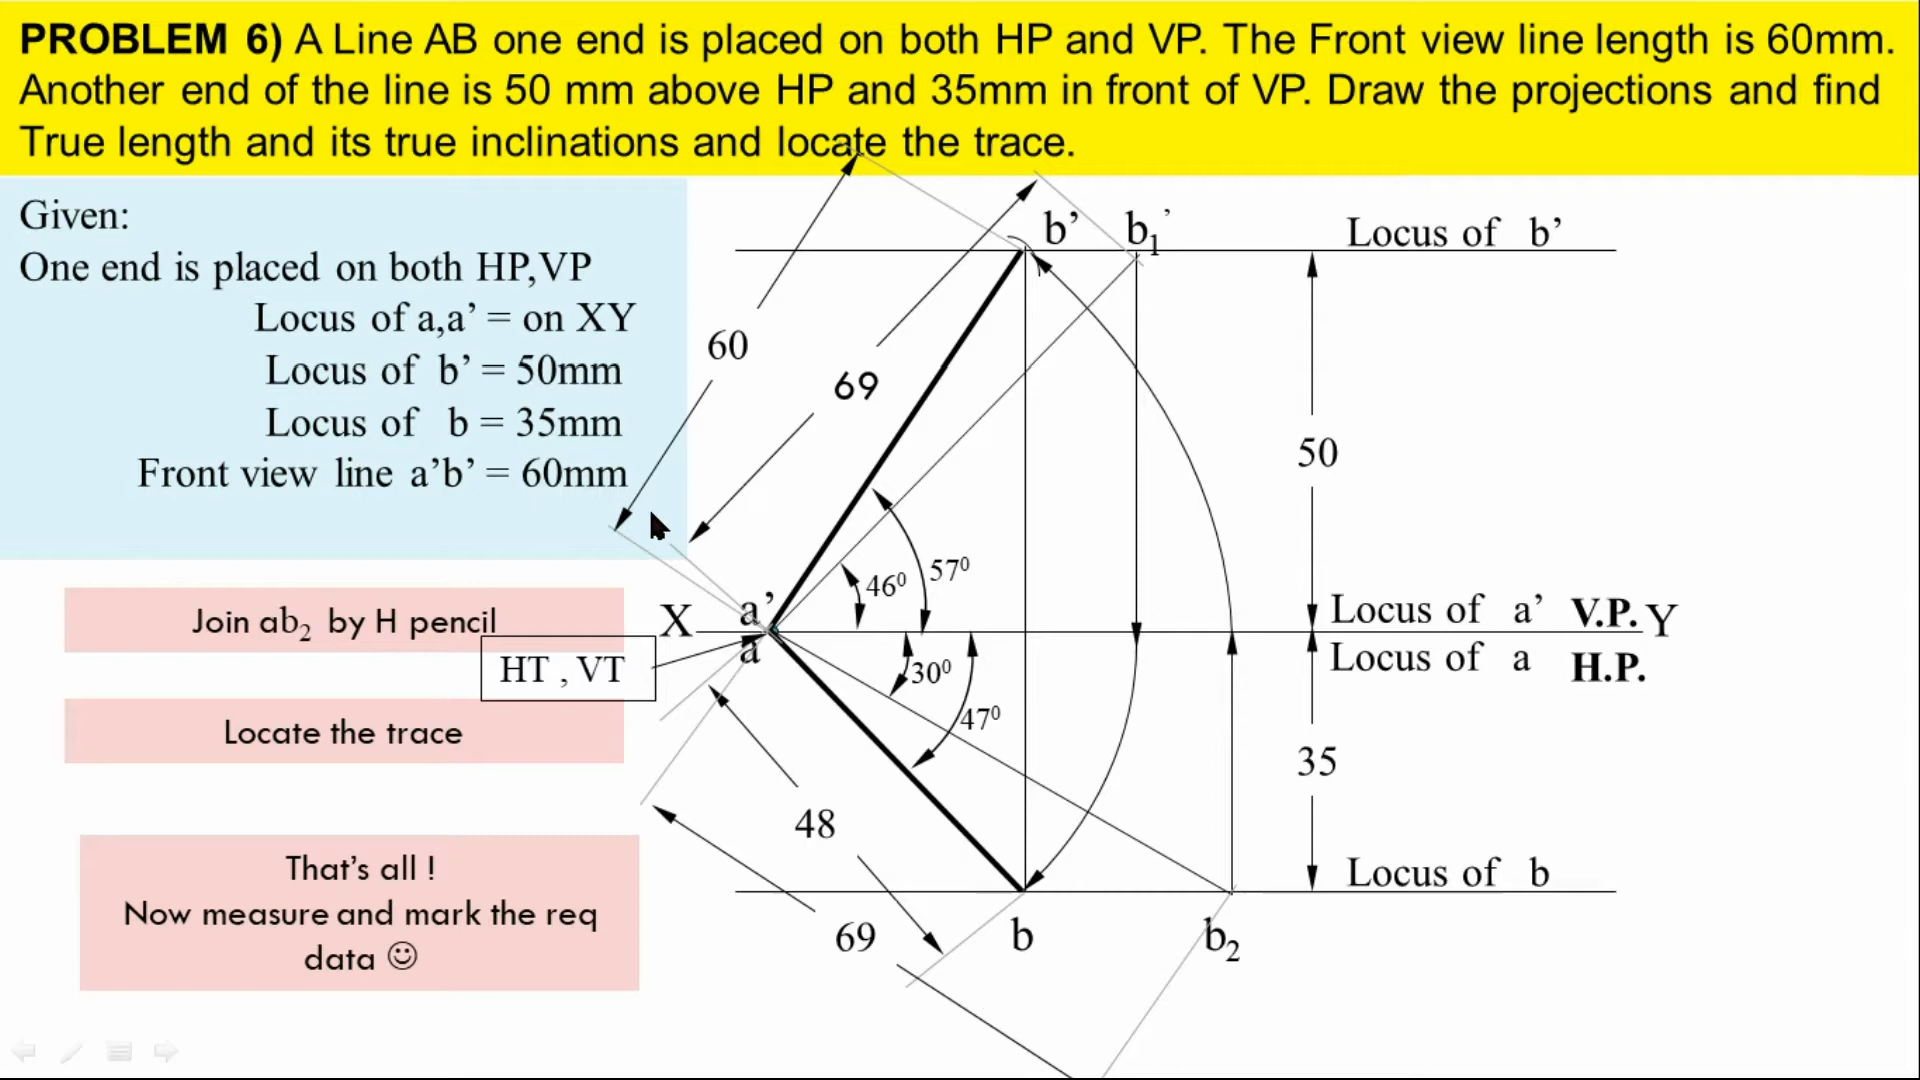 PROBLEM 6) A Line AB one end is placed on both HP and VP. The Front view line length is 60mm.
Another end of the line is 50 mm above HP and 35mm in front of VP. Draw the projections and find
True length and its true inclinations and locate the trace.
Given:
One end is placed on both HP,VP
Locus of a,a’ = on XY
Locus of b’ = 50mm
Locus of b = 35mm
Front view line a’b’ = 60mm
Join ab₂ by H pencil
Locate the trace
That’s all !
Now measure and mark the req
data ☺
b’
b₁’
Locus of b’
60
69
50
57⁰
46⁰
X
a’
Locus of a’ V.P. Y
a
HT , VT
Locus of a H.P.
30⁰
47⁰
35
48
Locus of b
69
b
b₂